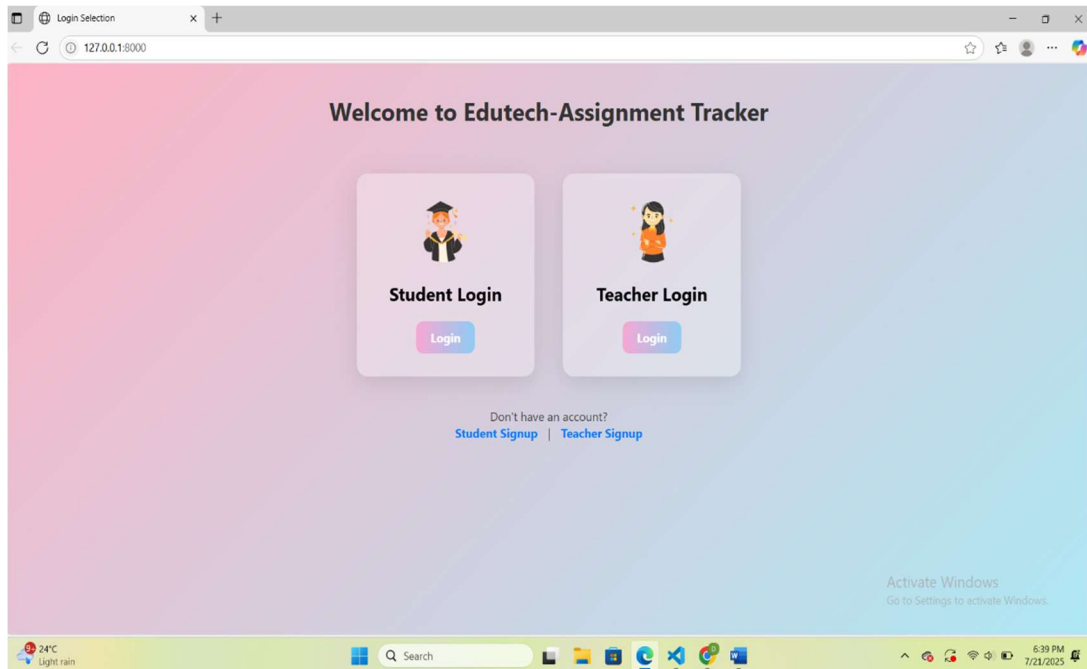 Login Selection
127.0.0.1:8000
Welcome to Edutech-Assignment Tracker
Student Login
Teacher Login
Login
Login
Don't have an account?
Student Signup | Teacher Signup
Activate Windows
Go to Settings to activate Windows.
9+
24°C
Light rain
Search
6:39 PM
7/21/2025